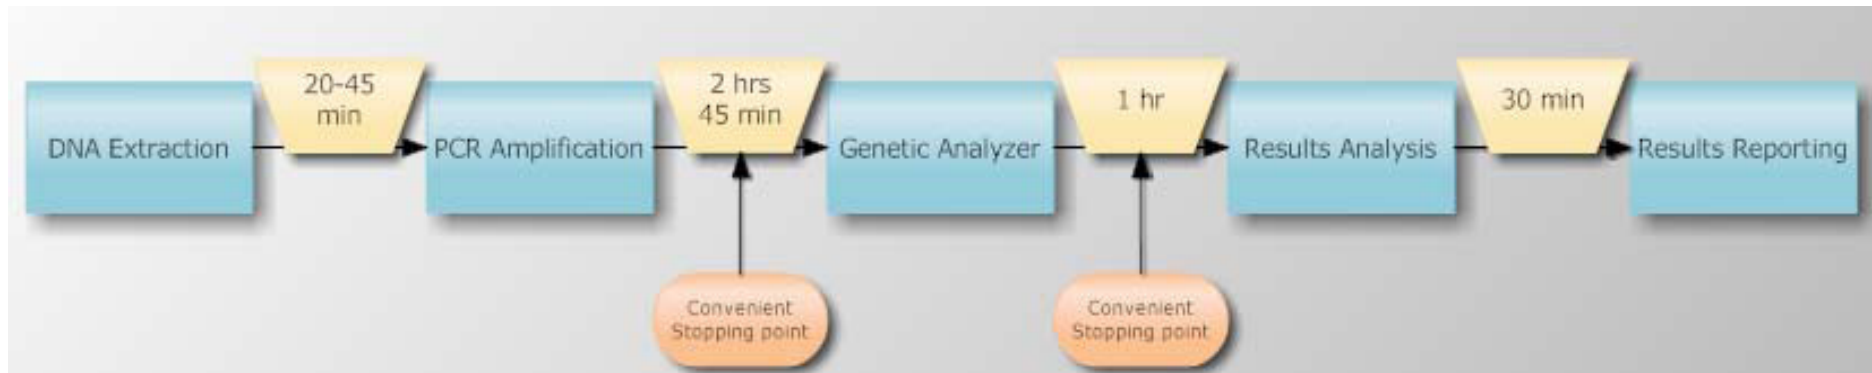 20-45
min
2 hrs
45 min
1 hr
30 min
DNA Extraction
PCR Amplification
Genetic Analyzer
Results Analysis
Results Reporting
Convenient
Stopping point
Convenient
Stopping point